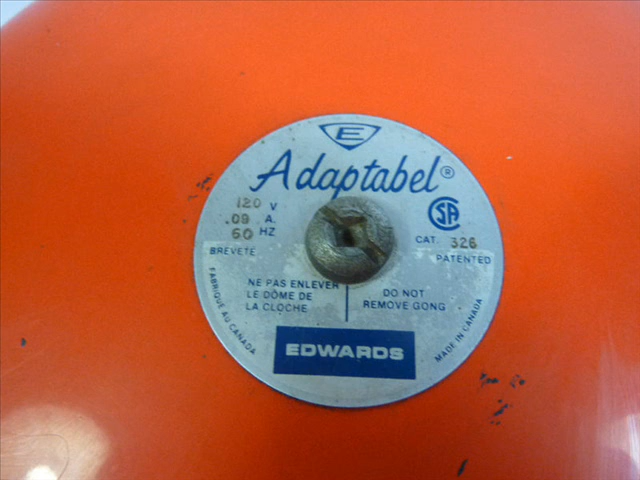 E
Adaptabel®
120 V
.09 A.
60 HZ
BREVETÉ
SA
CAT. 326
PATENTED
NE PAS ENLEVER
LE DÔME DE
LA CLOCHE
DO NOT
REMOVE GONG
FABRIQUÉ AU CANADA
MADE IN CANADA
EDWARDS